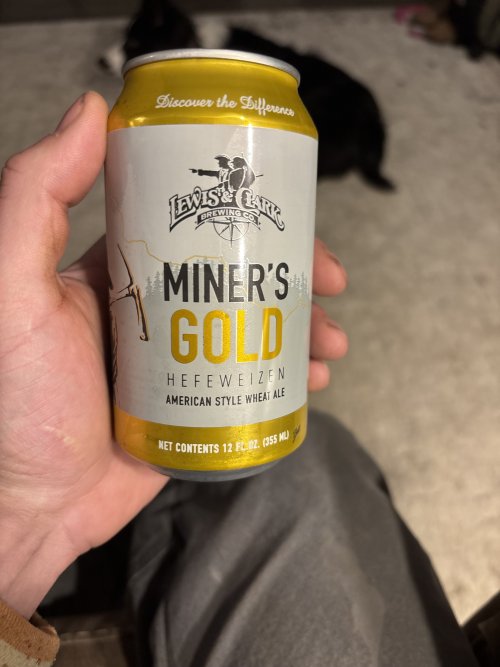 Discover the Difference
LEWIS & CLARK
BREWING CO.
MINER'S
GOLD
HEFEWEIZEN
AMERICAN STYLE WHEAT ALE
NET CONTENTS 12 FL. OZ. (355 ML)